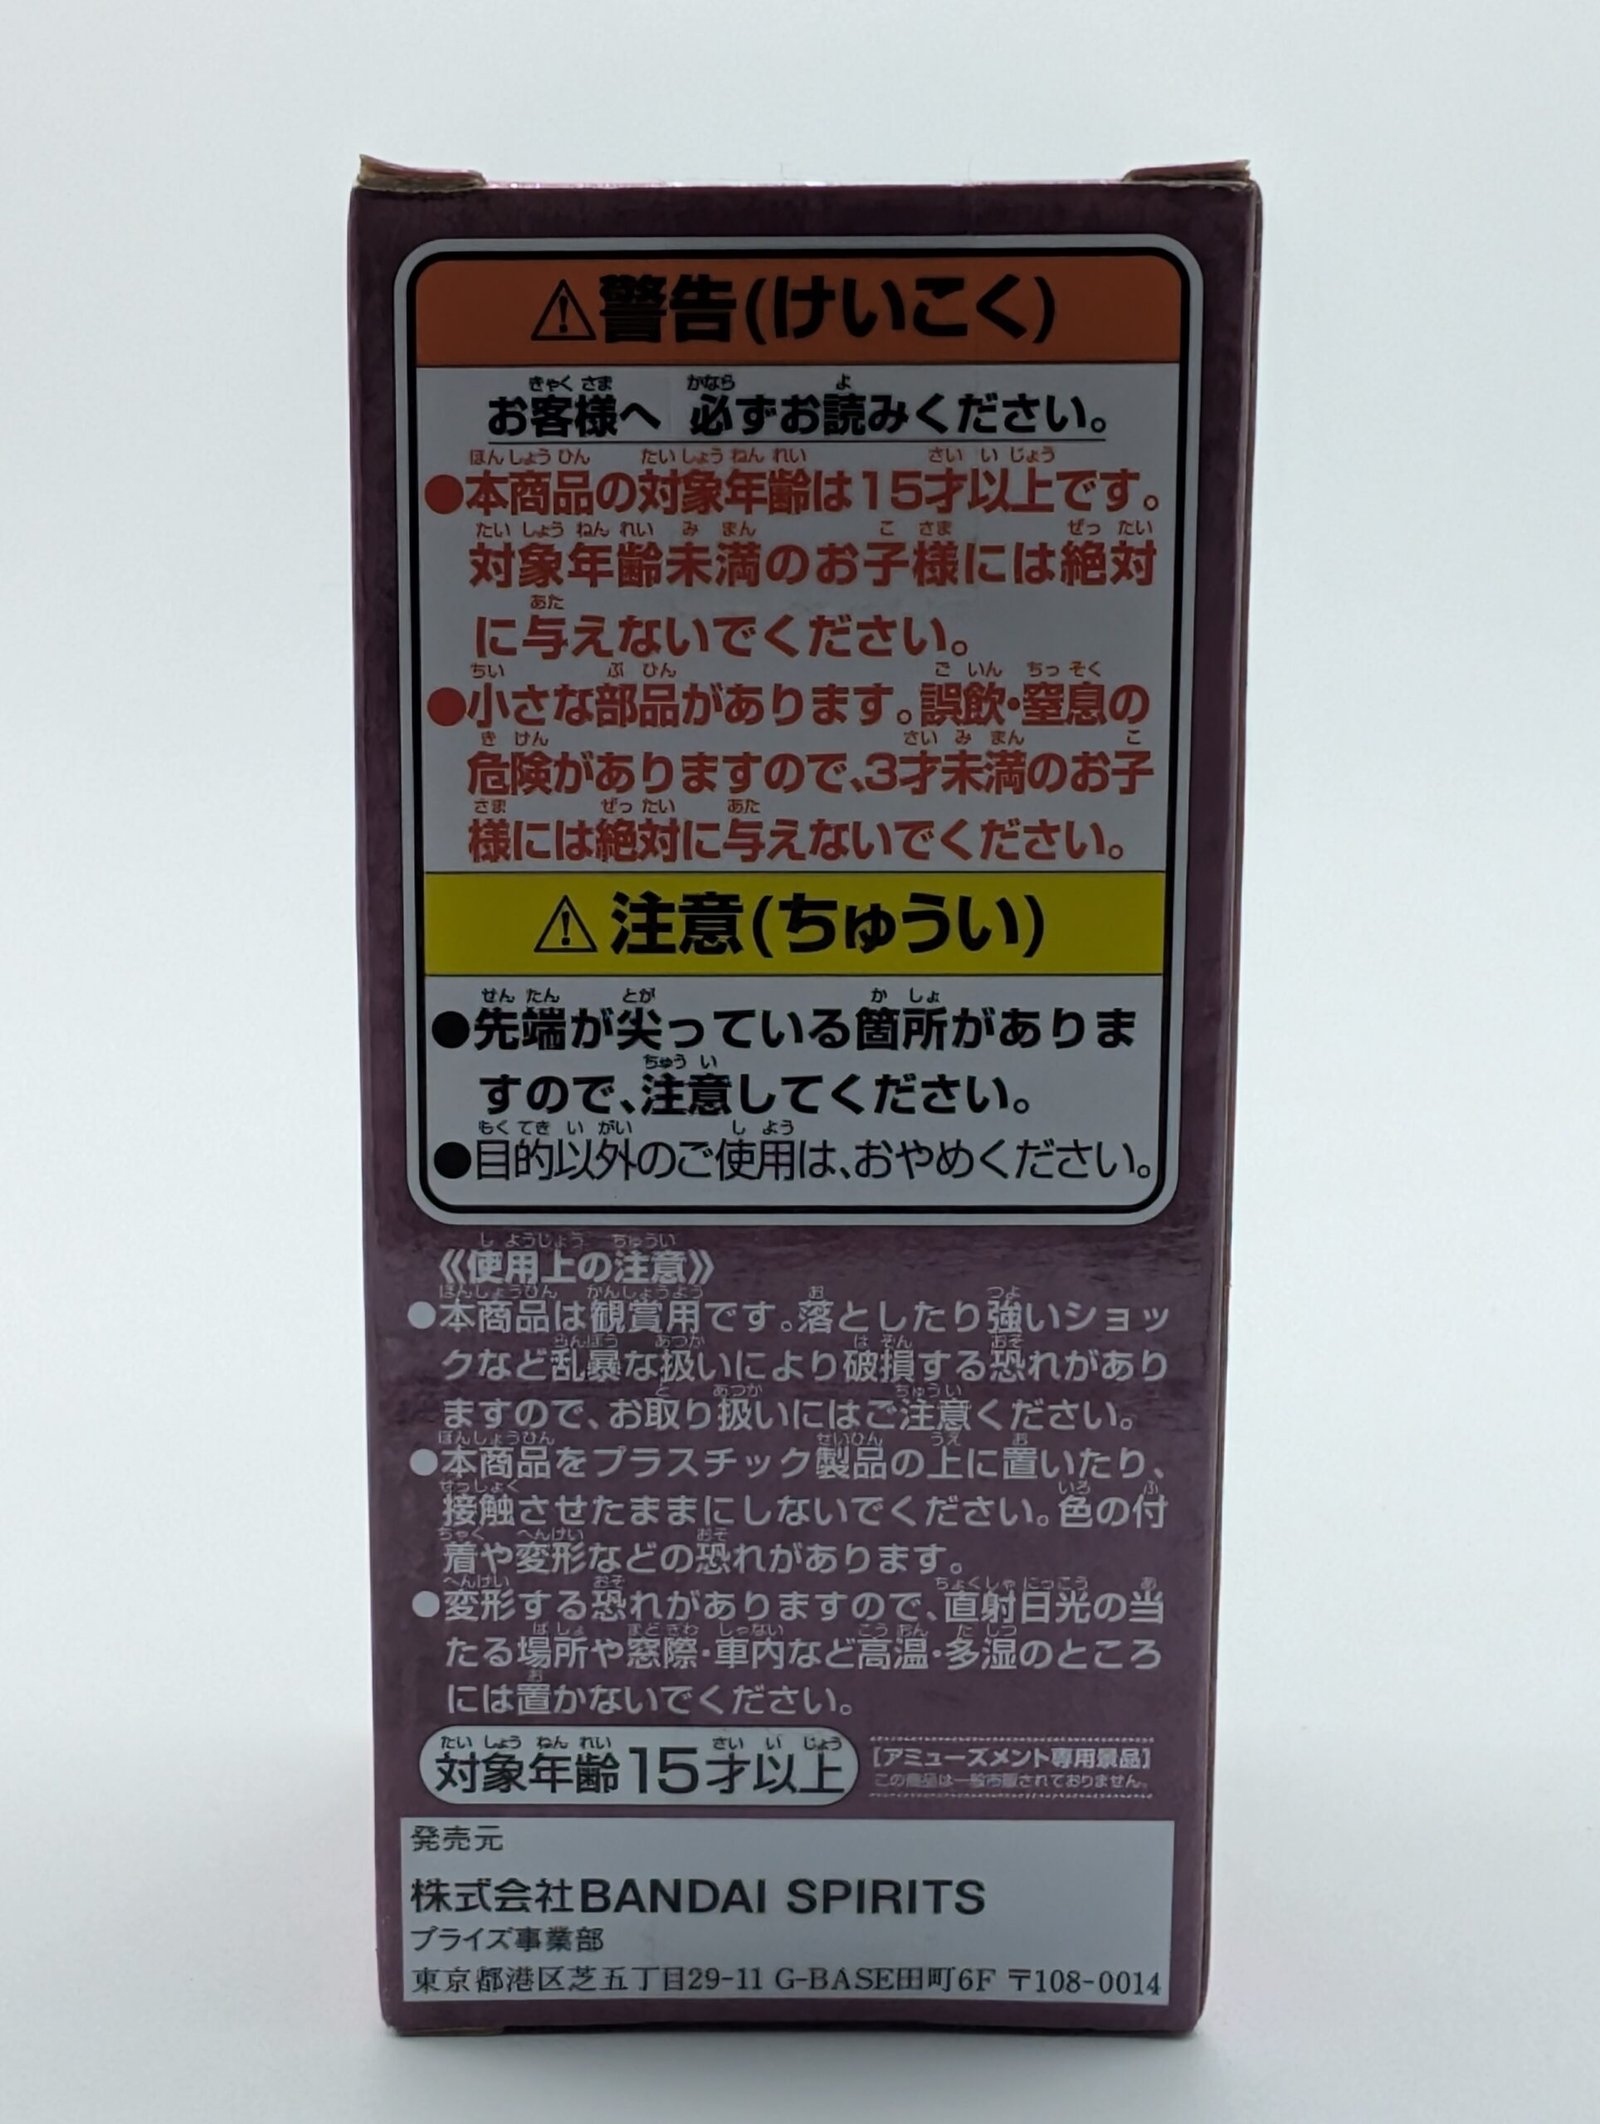 ⚠警告(けいこく)
お客様へ 必ずお読みください。
●本商品の対象年齢は15才以上です。
対象年齢未満のお子様には絶対
に与えないでください。
●小さな部品があります。誤飲・窒息の
危険がありますので、3才未満のお子
様には絶対に与えないでください。
⚠注意(ちゅうい)
●先端が尖っている箇所がありま
すので、注意してください。
●目的以外のご使用は、おやめください。
《使用上の注意》
●本商品は観賞用です。落としたり強いショッ
クなど乱暴な扱いにより破損する恐れがあり
ますので、お取り扱いにはご注意ください。
●本商品をプラスチック製品の上に置いたり、
接触させたままにしないでください。色の付
着や変形などの恐れがあります。
●変形する恐れがありますので、直射日光の当
たる場所や窓際・車内など高温・多湿のところ
には置かないでください。
対象年齢15才以上
[アミューズメント専用景品]
この商品は一般市販されておりません。
発売元
株式会社BANDAI SPIRITS
プライズ事業部
東京都港区芝五丁目29-11 G-BASE田町6F 〒108-0014